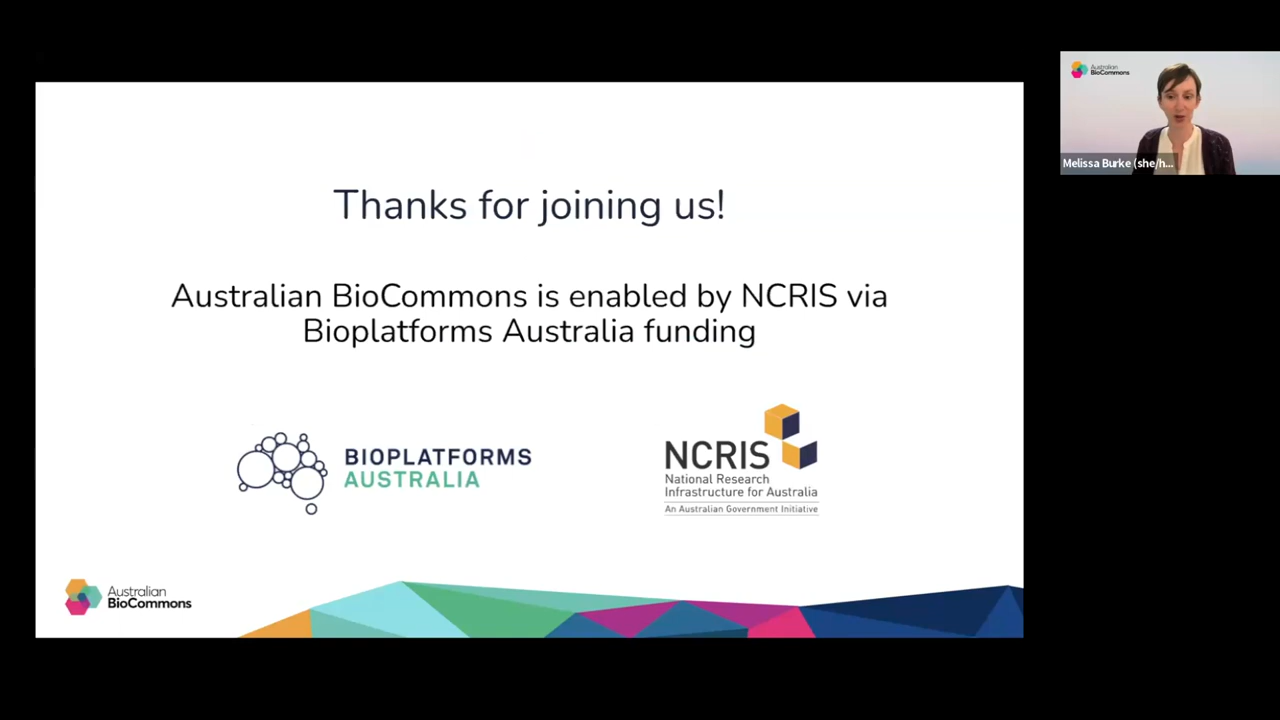 Thanks for joining us!
Australian BioCommons is enabled by NCRIS via
Bioplatforms Australia funding
BIOPLATFORMS
AUSTRALIA
NCRIS
National Research
Infrastructure for Australia
An Australian Government Initiative
Australian
BioCommons
Australian
BioCommons
Melissa Burke (she/h...